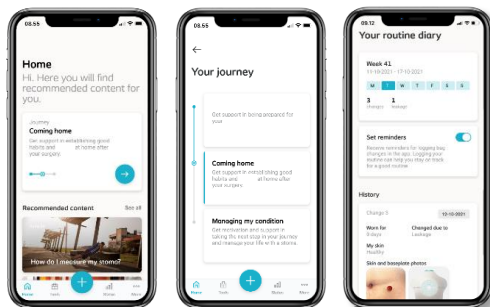 08.55
Home
Hi. Here you will find
recommended content for
you.
Journey
Coming home
Get support in establishing good
habits and at home after
your surgery.
Recommended content
See all
How do I measure my stoma?
Home
Tools
Notes
More
08.55
Your journey
Get support in being prepared for
your
Coming home
Get support in establishing good
habits and at home after
your surgery.
Managing my condition
Get motivation and support in
taking the next step in your journey
and manage your life with a stoma.
Home
Tools
Notes
More
09.12
Your routine diary
Week 41
11-10-2021 - 17-10-2021
M T W T F S S
3 1
Changes Leakage
Set reminders
Receive reminders for logging bag
changes in the app. Logging your
routine can help you stay on track
for a good routine
History
Change 3
12-10-2021
Worn for
Changed due to
3 days
Leakage
My skin
Healthy
Skin and baseplate photos